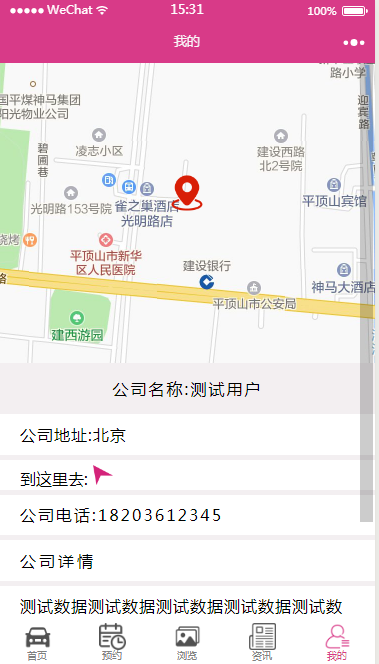 ●●●●● WeChat 15:31 100%
我的
路小学
国平煤神马集团
阳光物业公司
迎宾路
碧圃巷
凌志小区
建设西路
北2号院
光明路153号院
雀之巢酒店
光明路店
平顶山宾馆
烧烤
平顶山市新华
区人民医院
建设银行
神马大酒店
路
平顶山市公安局
建西游园
公司名称:测试用户
公司地址:北京
到这里去:
公司电话:18203612345
公司详情
测试数据测试数据测试数据测试数据测试数
首页 预约 浏览 资讯 我的